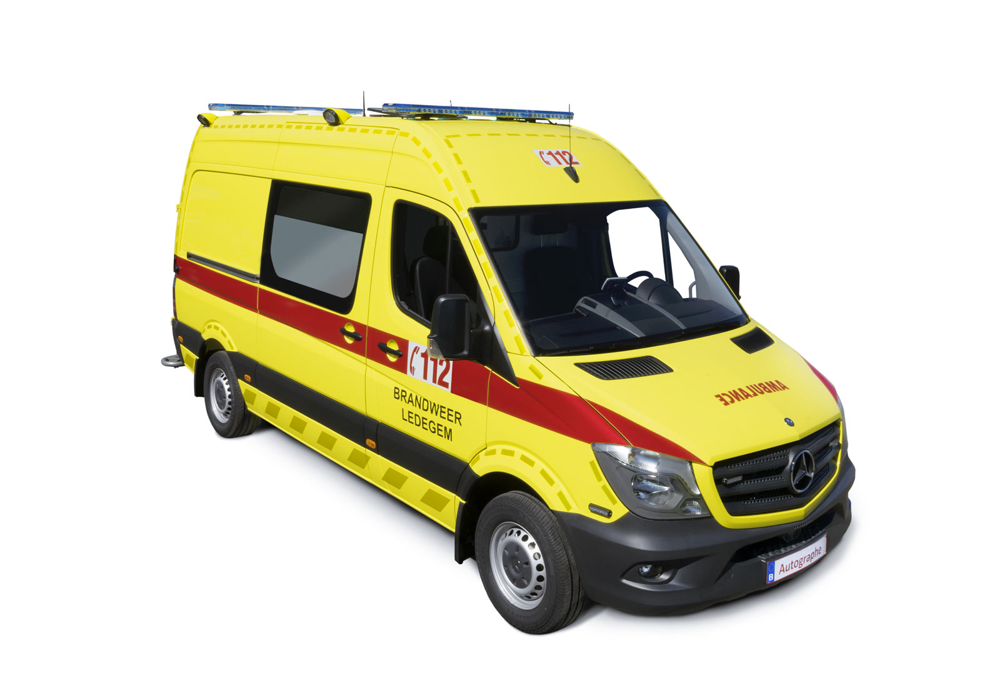 112
112
BRANDWEER
LEDEGEM
AMBULANCE
B
Autographe